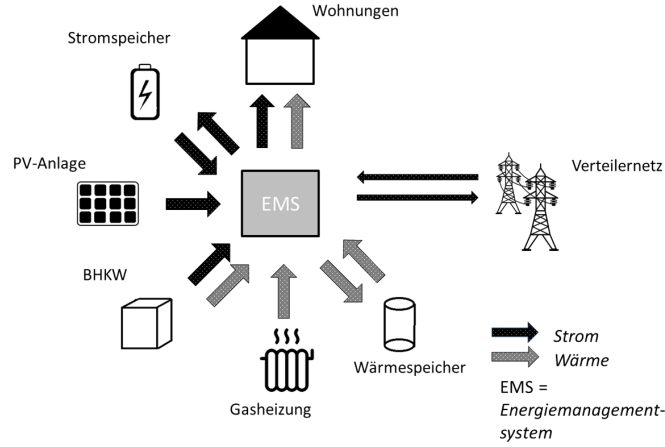 Wohnungen
Stromspeicher
PV-Anlage
EMS
Verteilernetz
BHKW
Wärmespeicher
Gasheizung
Strom
Wärme
EMS =
Energiemanagement-
system